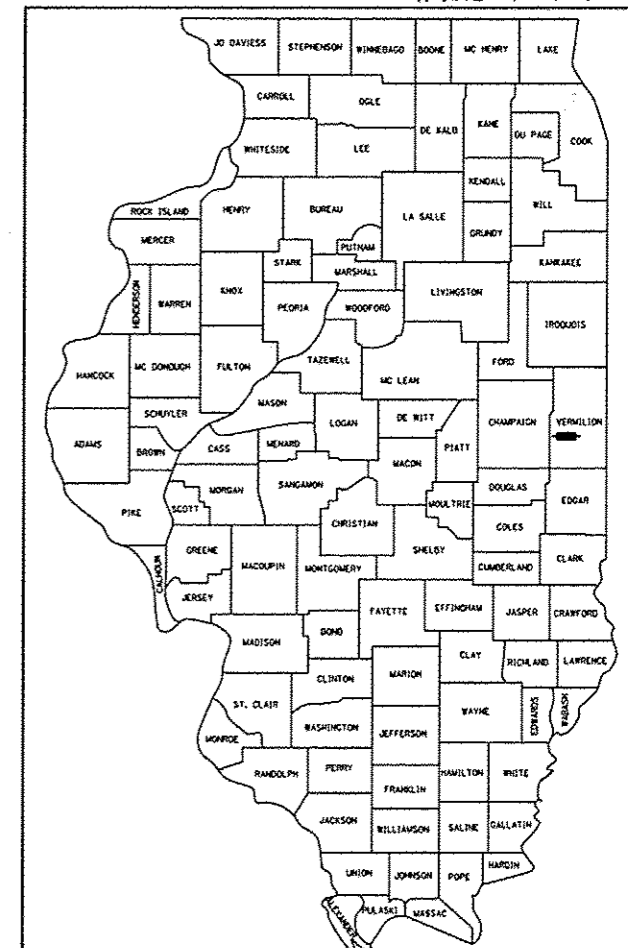 JO DAVIESS STEPHENSON WINNEBAGO BOONE MC HENRY LAKE
CARROLL OGLE DE KALB KANE DU PAGE COOK
WHITESIDE LEE
KENDALL WILL
ROCK ISLAND HENRY BUREAU LA SALLE
GRUNDY
MERCER PUTNAM
KANKAKEE
STARK MARSHALL
HENDERSON WARREN KNOX PEORIA WOODFORD LIVINGSTON
IROQUOIS
HANCOCK MC DONOUGH FULTON TAZEWELL FORD
MC LEAN
MASON
SCHUYLER LOGAN DE WITT CHAMPAIGN VERMILION
ADAMS BROWN CASS MENARD PIATT
MACON
MORGAN SANGAMON DOUGLAS
PIKE SCOTT MOULTRIE EDGAR
CHRISTIAN COLES
GREENE SHELBY
CALHOUN MACOUPIN MONTGOMERY CUMBERLAND CLARK
JERSEY
FAYETTE EFFINGHAM JASPER CRAWFORD
BOND
MADISON
CLAY RICHLAND LAWRENCE
CLINTON MARION
ST. CLAIR
WAYNE EDWARDS WABASH
WASHINGTON JEFFERSON
MONROE
RANDOLPH PERRY HAMILTON WHITE
FRANKLIN
JACKSON WILLIAMSON SALINE GALLATIN
HARDIN
UNION JOHNSON POPE
ALEXANDER PULASKI MASSAC